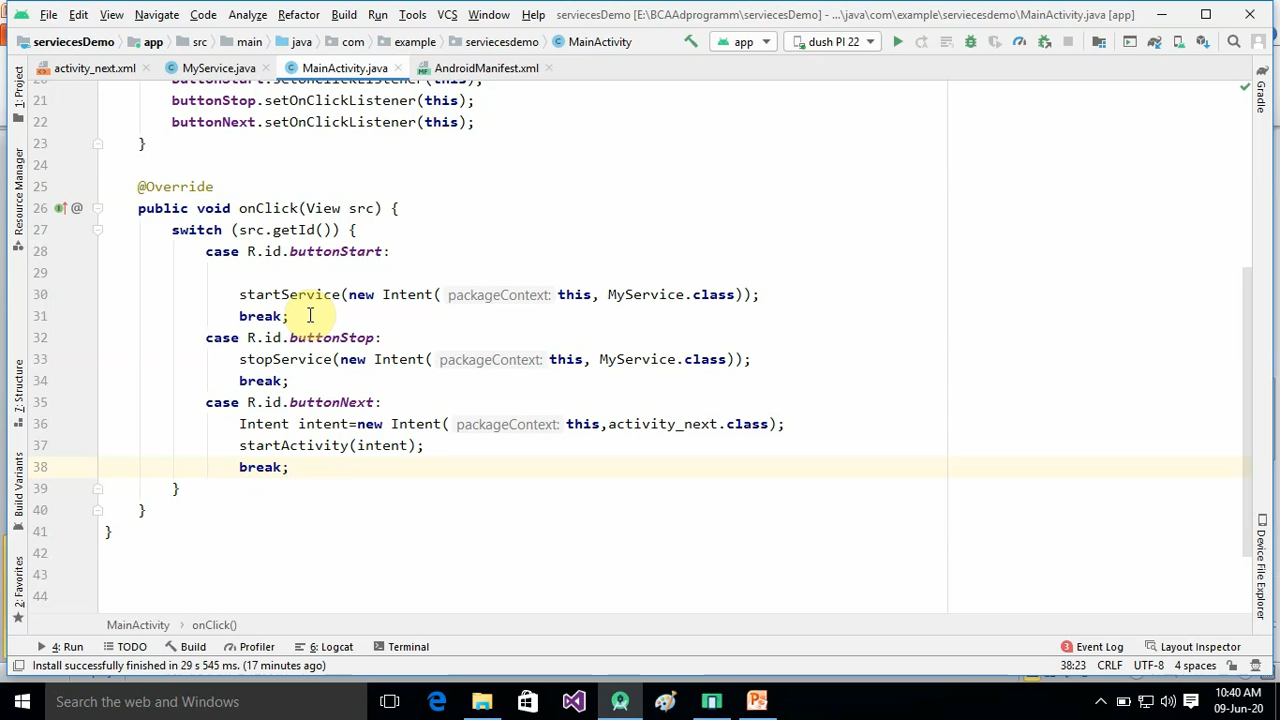 File Edit View Navigate Code Analyze Refactor Build Run Tools VCS Window Help serviecesDemo [E:\BCAAdprogramm\serviecesDemo] - ...\java\com\example\serviecesdemo\MainActivity.java [app]
serviecesDemo app src main java com example serviecesdemo MainActivity app dush PI 22
activity_next.xml MyService.java MainActivity.java AndroidManifest.xml
20 buttonStart.setOnClickListener(this);
21 buttonStop.setOnClickListener(this);
22 buttonNext.setOnClickListener(this);
23 }
24
25 @Override
26 @ public void onClick(View src) {
27 switch (src.getId()) {
28 case R.id.buttonStart:
29
30 startService(new Intent( packageContext: this, MyService.class));
31 break;
32 case R.id.buttonStop:
33 stopService(new Intent( packageContext: this, MyService.class));
34 break;
35 case R.id.buttonNext:
36 Intent intent=new Intent( packageContext: this,activity_next.class);
37 startActivity(intent);
38 break;
39 }
40 }
41 }
42
43
44
1: Project
Resource Manager
7: Structure
Build Variants
2: Favorites
Gradle
Device File Explorer
MainActivity onClick()
4: Run TODO Build Profiler 6: Logcat Terminal 3 Event Log Layout Inspector
Install successfully finished in 29 s 545 ms. (17 minutes ago) 38:23 CRLF UTF-8 4 spaces
Search the web and Windows 10:40 AM
09-Jun-20